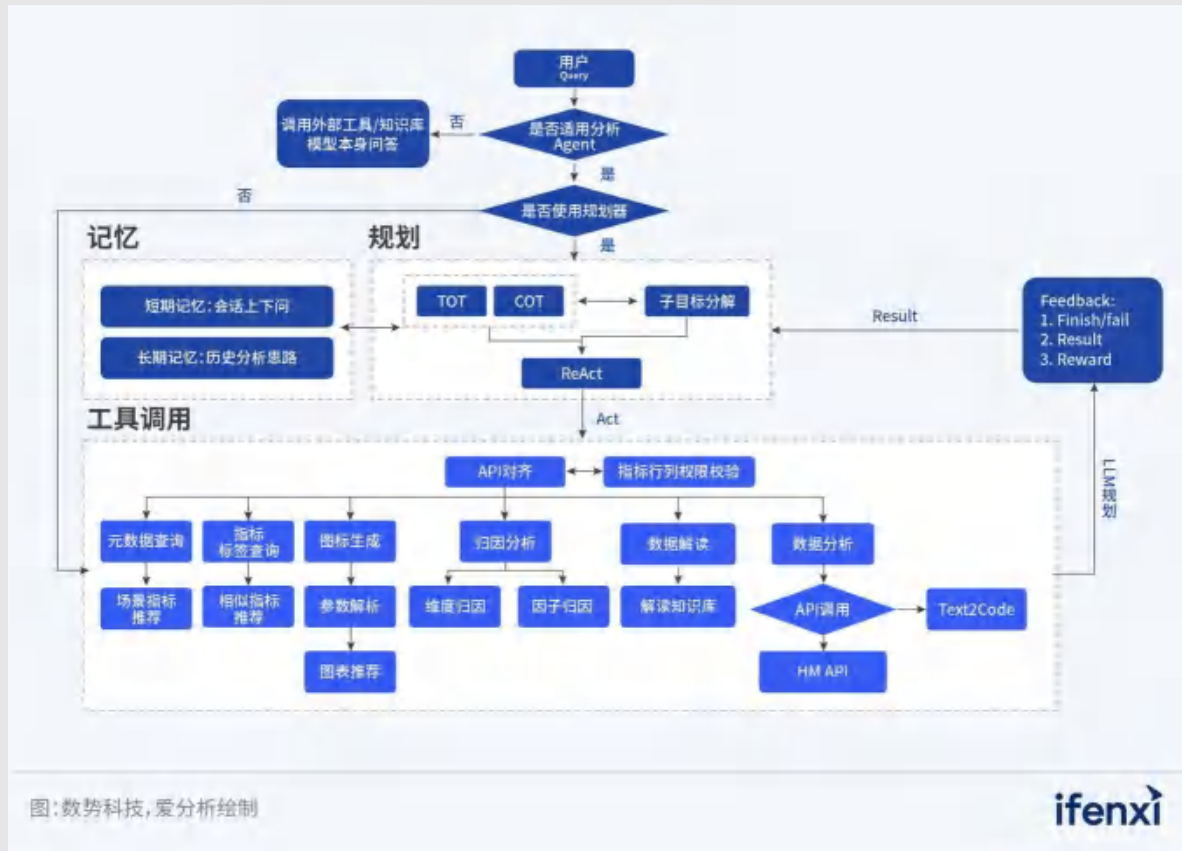 用户
Query
调用外部工具/知识库
模型本身问答
否
是否适用分析
Agent
是
否
是否使用规划器
是
记忆
规划
短期记忆:会话上下问
长期记忆:历史分析思路
TOT
COT
子目标分解
ReAct
Result
Feedback:
1. Finish/fail
2. Result
3. Reward
Act
工具调用
LLM规划
API对齐
指标行列权限校验
元数据查询
指标
标签查询
图标生成
归因分析
数据解读
数据分析
场景指标
推荐
相似指标
推荐
参数解析
维度归因
因子归因
解读知识库
API调用
Text2Code
图表推荐
HM API
图:数势科技,爱分析绘制
ifenxi